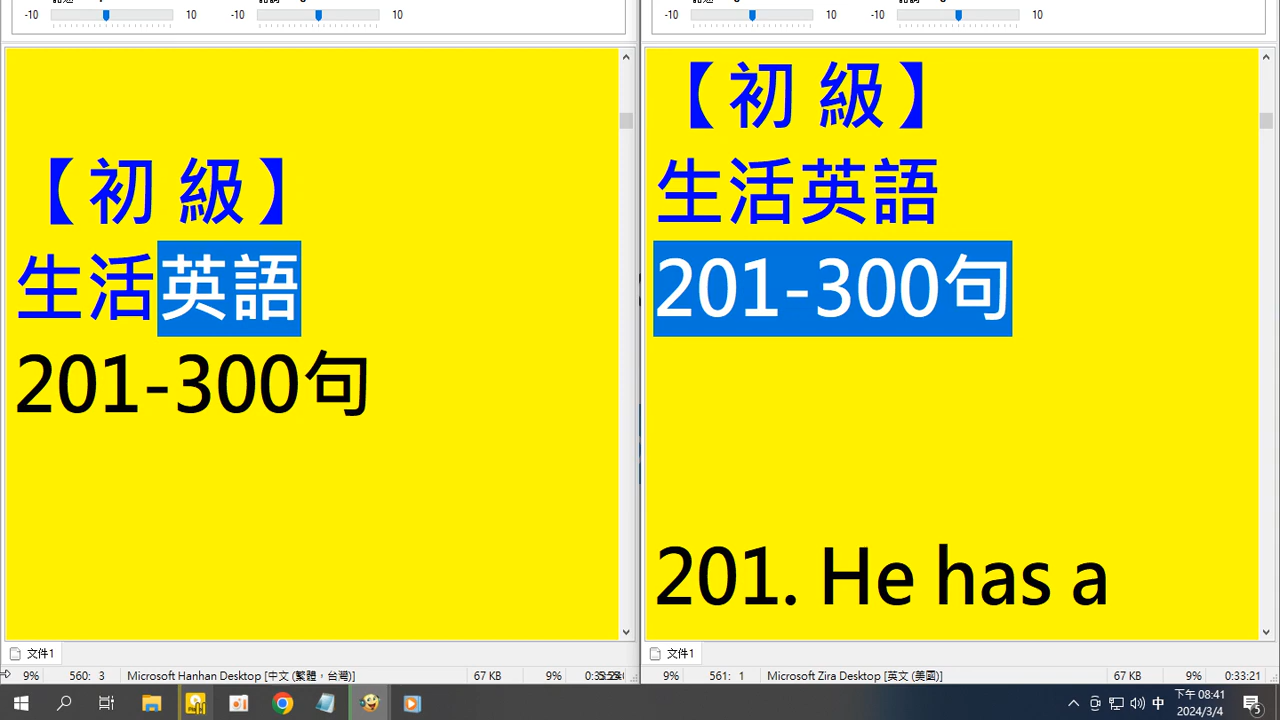 -10 10 -10 10
【 初 級 】
生活英語
201-300句
文件1
9% 560: 3 Microsoft Hanhan Desktop [中文 (繁體，台灣)] 67 KB 9%
-10 10 -10 10
【 初 級 】
生活英語
201-300句
201. He has a
文件1
9% 561: 1 Microsoft Zira Desktop [英文 (美國)] 67 KB 9% 0:33:21
中
下午 08:41
2024/3/4
5